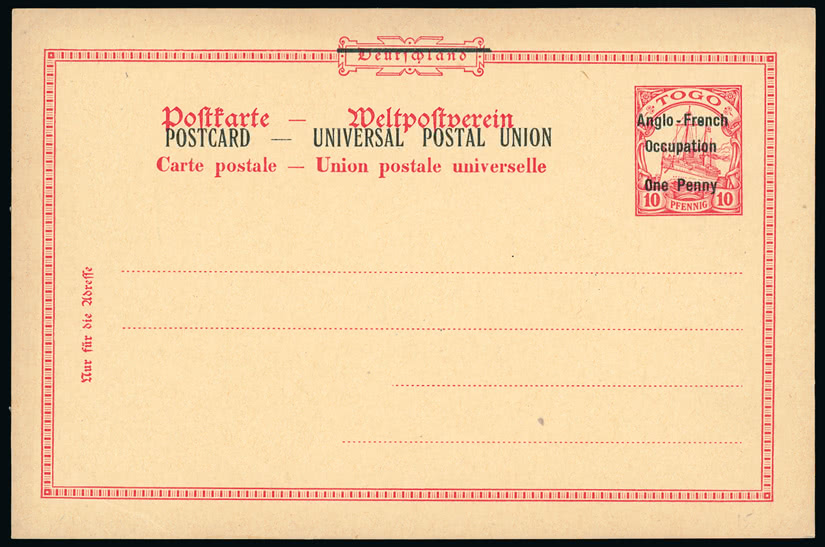 Deutschland
TOGO
Anglo-French
Occupation
One Penny
10 PFENNIG 10
Postkarte — Weltpostverein
POSTCARD — UNIVERSAL POSTAL UNION
Carte postale — Union postale universelle
Nur für die Adresse